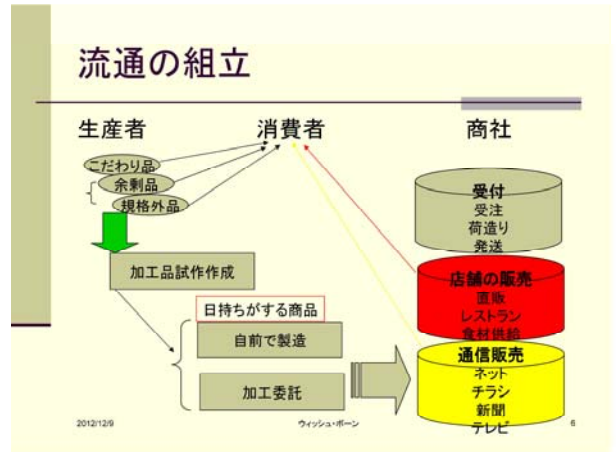 流通の組立
生産者
消費者
商社
こだわり品
余剰品
規格外品
加工品試作作成
日持ちがする商品
自前で製造
加工委託
受付
受注
荷造り
発送
店舗の販売
直販
レストラン
食材供給
通信販売
ネット
チラシ
新聞
テレビ
2012/12/9
ウィッシュ・ボーン
6